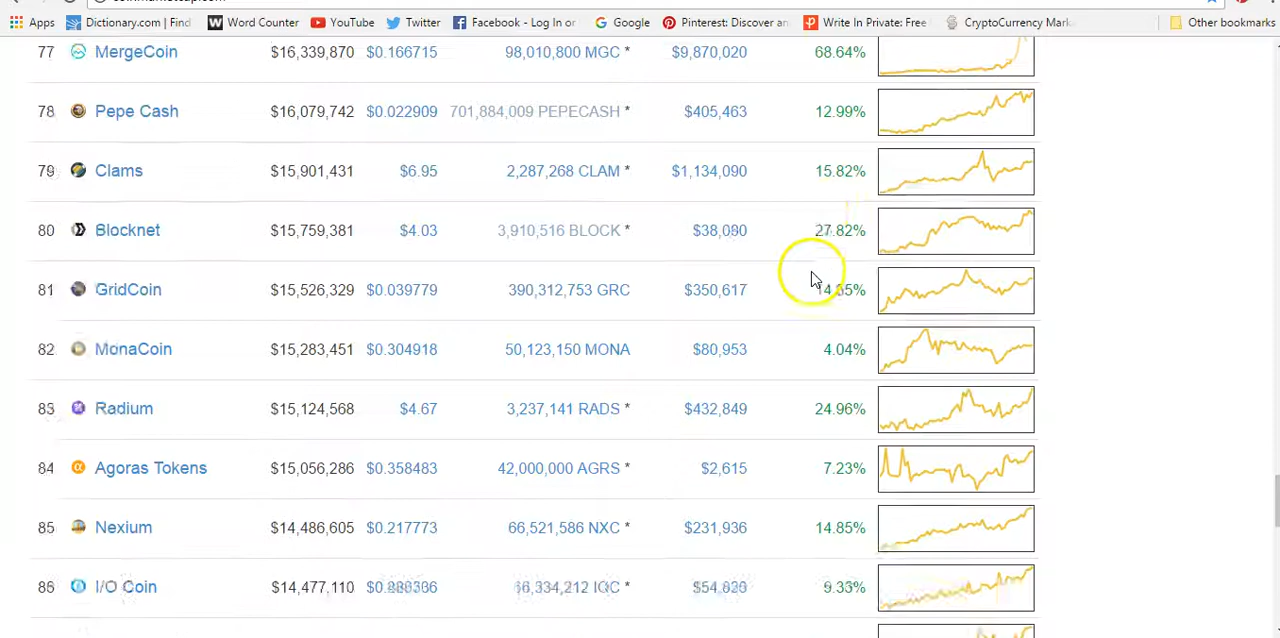 Apps Dictionary.com | Find Word Counter YouTube Twitter Facebook - Log In or Google Pinterest: Discover an Write In Private: Free CryptoCurrency Mark Other bookmarks
77 MergeCoin $16,339,870 $0.166715 98,010,800 MGC * $9,870,020 68.64%
78 Pepe Cash $16,079,742 $0.022909 701,884,009 PEPECASH * $405,463 12.99%
79 Clams $15,901,431 $6.95 2,287,268 CLAM * $1,134,090 15.82%
80 Blocknet $15,759,381 $4.03 3,910,516 BLOCK * $38,090 27.82%
81 GridCoin $15,526,329 $0.039779 390,312,753 GRC $350,617
82 MonaCoin $15,283,451 $0.304918 50,123,150 MONA $80,953 4.04%
83 Radium $15,124,568 $4.67 3,237,141 RADS * $432,849 24.96%
84 Agoras Tokens $15,056,286 $0.358483 42,000,000 AGRS * $2,615 7.23%
85 Nexium $14,486,605 $0.217773 66,521,586 NXC * $231,936 14.85%
86 I/O Coin $14,477,110 * 9.33%